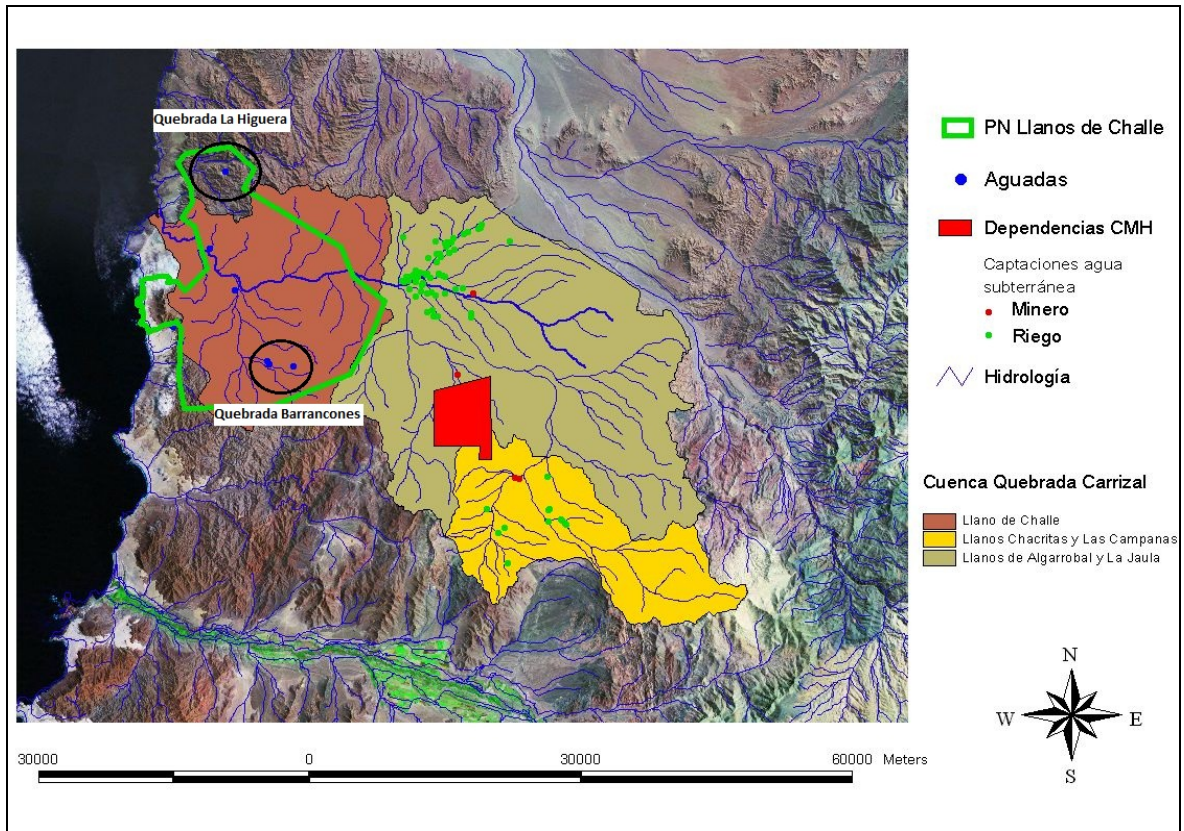 Quebrada La Higuera
Quebrada Barrancones
PN Llanos de Challe
Aguadas
Dependencias CMH
Captaciones agua
subterránea
Minero
Riego
Hidrología
Cuenca Quebrada Carrizal
Llano de Challe
Llanos Chacritas y Las Campanas
Llanos de Algarrobal y La Jaula
N
W E
S
30000 0 30000 60000 Meters